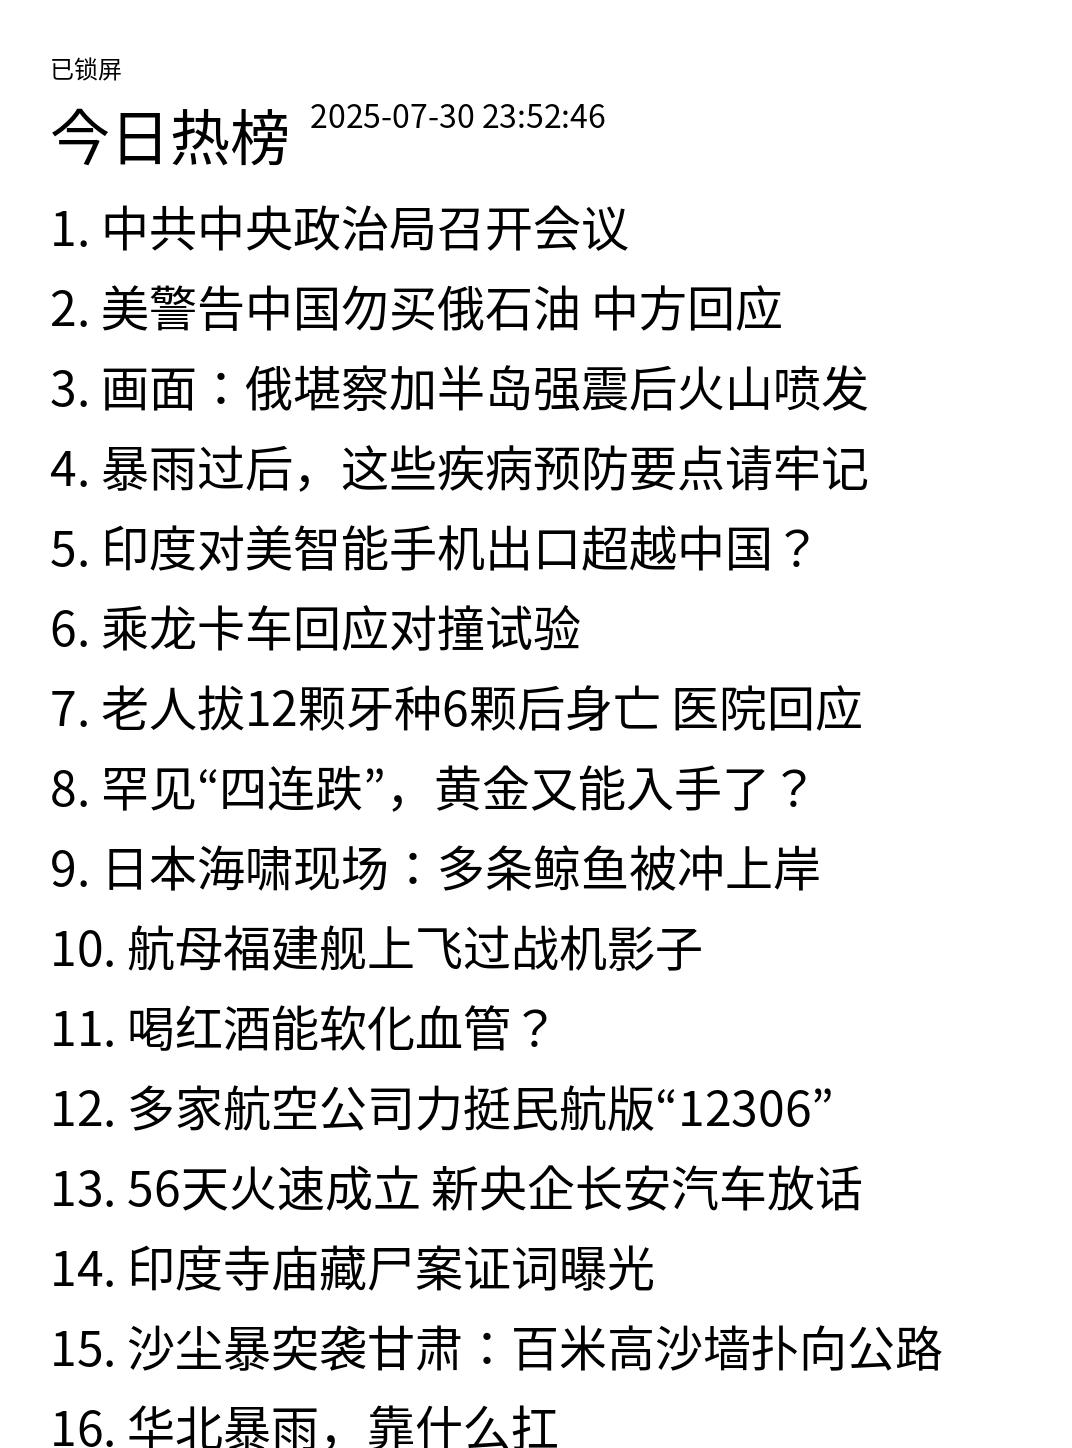 已锁屏
今日热榜 2025-07-30 23:52:46
1. 中共中央政治局召开会议
2. 美警告中国勿买俄石油 中方回应
3. 画面：俄堪察加半岛强震后火山喷发
4. 暴雨过后，这些疾病预防要点请牢记
5. 印度对美智能手机出口超越中国？
6. 乘龙卡车回应对撞试验
7. 老人拔12颗牙种6颗后身亡 医院回应
8. 罕见“四连跌”，黄金又能入手了？
9. 日本海啸现场：多条鲸鱼被冲上岸
10. 航母福建舰上飞过战机影子
11. 喝红酒能软化血管？
12. 多家航空公司力挺民航版“12306”
13. 56天火速成立 新央企长安汽车放话
14. 印度寺庙藏尸案证词曝光
15. 沙尘暴突袭甘肃：百米高沙墙扑向公路
16. 华北暴雨，靠什么扛